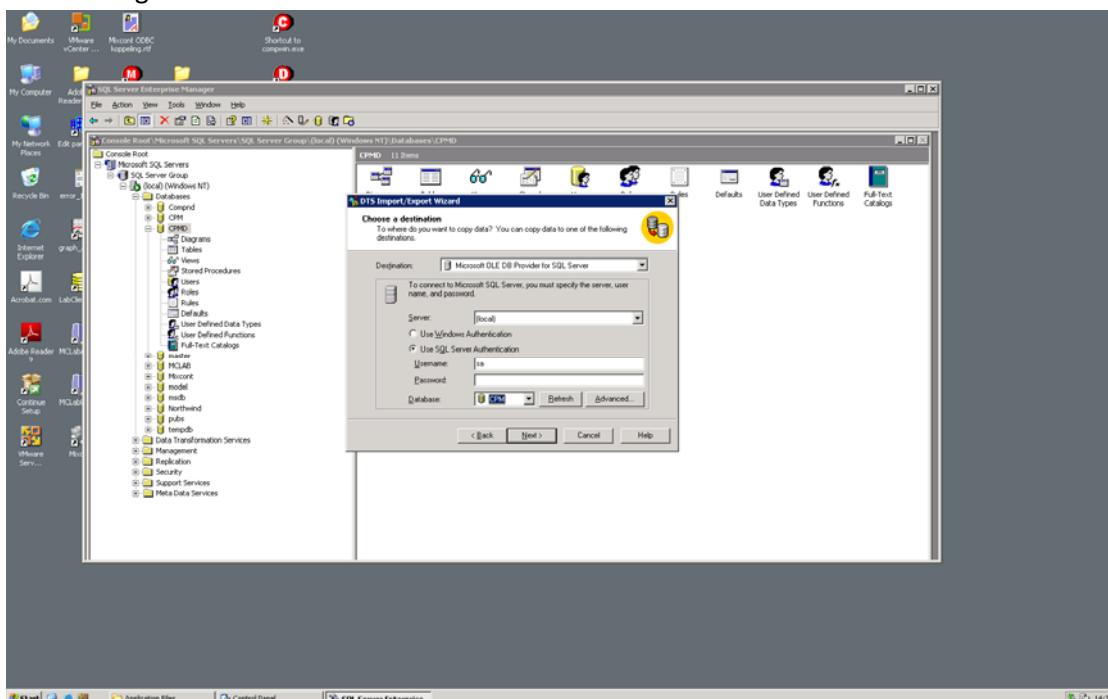 My Documents
VMware vCenter ...
Mixcont ODBC koppeling.rtf
Shortcut to compwin.exe
My Computer
Reader
My Network Places
Edit
Recycle Bin
Internet Explorer
Acrobat.com
Adobe Reader 9
Continue Setup
VMware Serv...
SQL Server Enterprise Manager
File Action View Tools Window Help
Console Root\Microsoft SQL Servers\SQL Server Group\(local) (Windows NT)\Databases\CPMD
Console Root
Microsoft SQL Servers
SQL Server Group
(local) (Windows NT)
Databases
Compnd
CPM
CPMD
Diagrams
Tables
Views
Stored Procedures
Users
Roles
Rules
Defaults
User Defined Data Types
User Defined Functions
Full-Text Catalogs
master
MCLAB
Mixcont
model
msdb
Northwind
pubs
tempdb
Data Transformation Services
Management
Replication
Security
Support Services
Meta Data Services
CPMD 11 Items
Defaults
User Defined Data Types
User Defined Functions
Full-Text Catalogs
DTS Import/Export Wizard
Choose a destination
To where do you want to copy data? You can copy data to one of the following
destinations.
Destination:
Microsoft OLE DB Provider for SQL Server
To connect to Microsoft SQL Server, you must specify the server, user
name, and password.
Server:
(local)
Use Windows Authentication
Use SQL Server Authentication
Username:
sa
Password:
Database:
CPM
Refresh
Advanced...
< Back
Next >
Cancel
Help
Start
Application Files
Control Panel
SQL Server Enterprise...